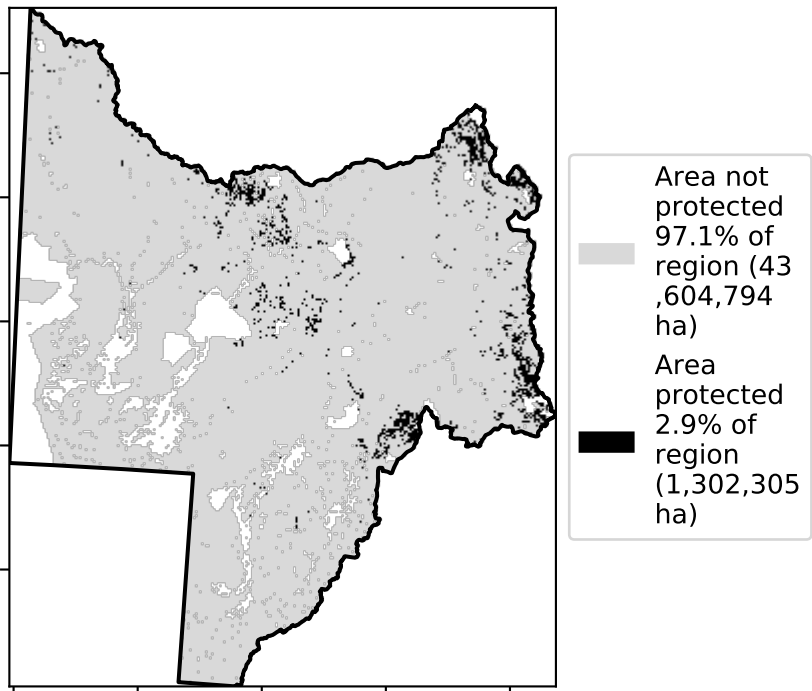 Area not
protected
97.1% of
region (43
,604,794
ha)
Area
protected
2.9% of
region
(1,302,305
ha)